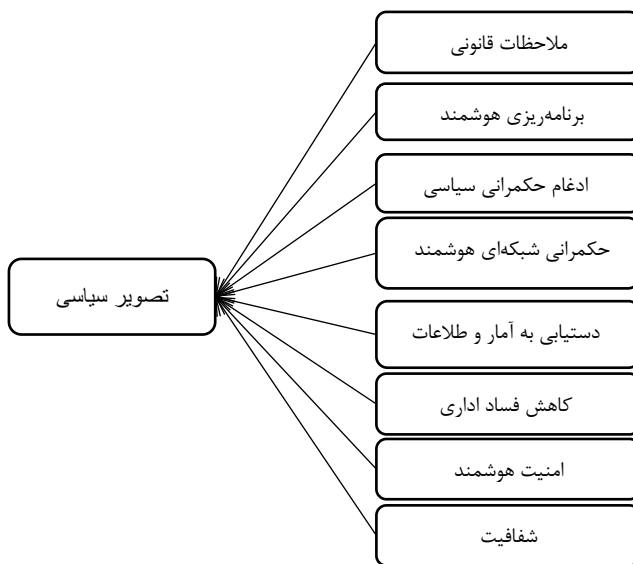 ملاحظات قانونی
برنامه‌ریزی هوشمند
ادغام حکمرانی سیاسی
حکمرانی شبکه‌ای هوشمند
تصویر سیاسی
دستیابی به آمار و طلاعات
کاهش فساد اداری
امنیت هوشمند
شفافیت